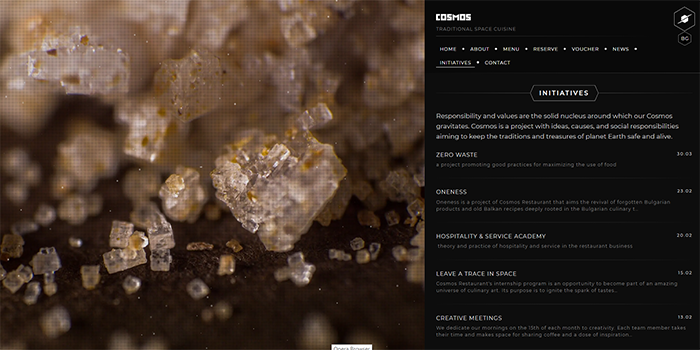 COSMOS
TRADITIONAL SPACE CUISINE
BG
HOME • ABOUT • MENU • RESERVE • VOUCHER • NEWS •
INITIATIVES • CONTACT
INITIATIVES
Responsibility and values are the solid nucleus around which our Cosmos
gravitates. Cosmos is a project with ideas, causes, and social responsibilities
aiming to keep the traditions and treasures of planet Earth safe and alive.
ZERO WASTE 30.03
a project promoting good practices for maximizing the use of food
ONENESS 23.02
Oneness is a project of Cosmos Restaurant that aims the revival of forgotten Bulgarian
products and old Balkan recipes deeply rooted in the Bulgarian culinary t...
HOSPITALITY & SERVICE ACADEMY 20.02
theory and practice of hospitality and service in the restaurant business
LEAVE A TRACE IN SPACE 15.02
Cosmos Restaurant's internship program is an opportunity to become part of an amazing
universe of culinary art. Its purpose is to ignite the spark of tastes...
CREATIVE MEETINGS 13.02
We dedicate our mornings on the 13th of each month to creativity. Each team member takes
their time and makes space for sharing coffee and a dose of inspiration...
Opera Browser